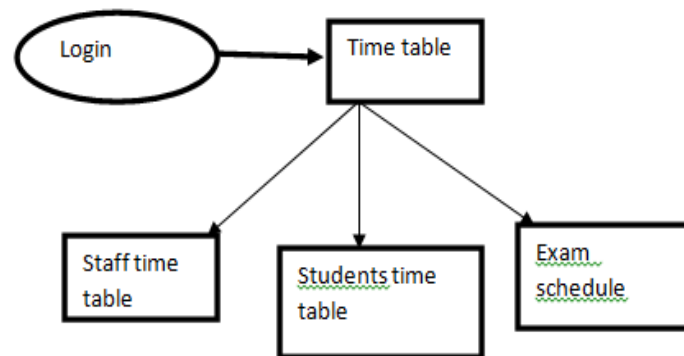 Login
Time table
Staff time
table
Students time
table
Exam
schedule